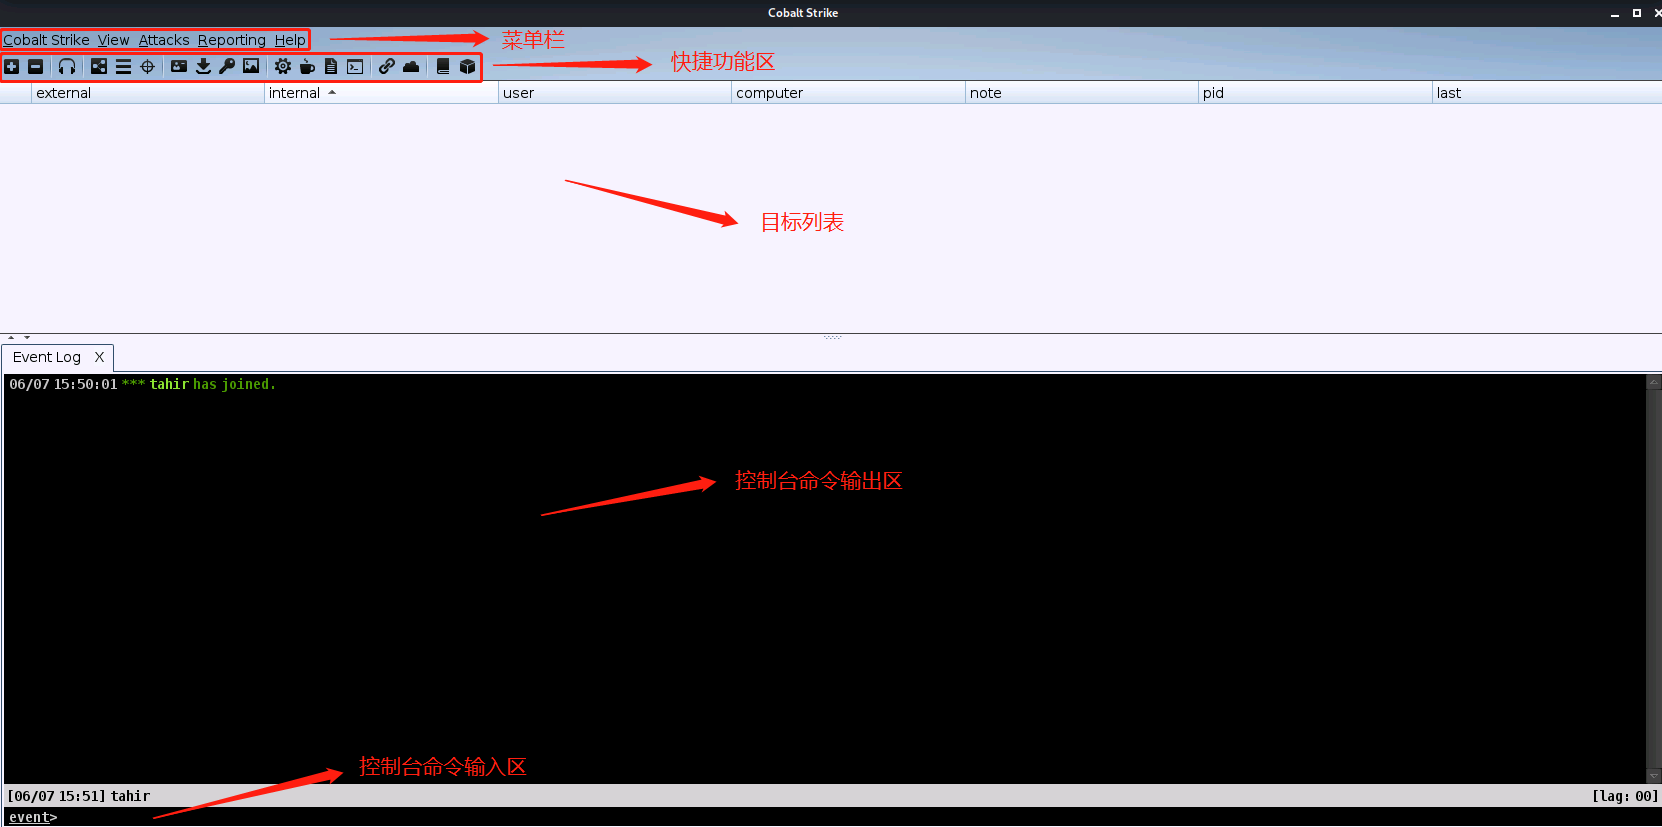 Cobalt Strike
Cobalt Strike View Attacks Reporting Help
菜单栏
快捷功能区
external internal user computer note pid last
目标列表
Event Log X
06/07 15:50:01 *** tahir has joined.
控制台命令输出区
控制台命令输入区
[06/07 15:51] tahir [lag: 00]
event>